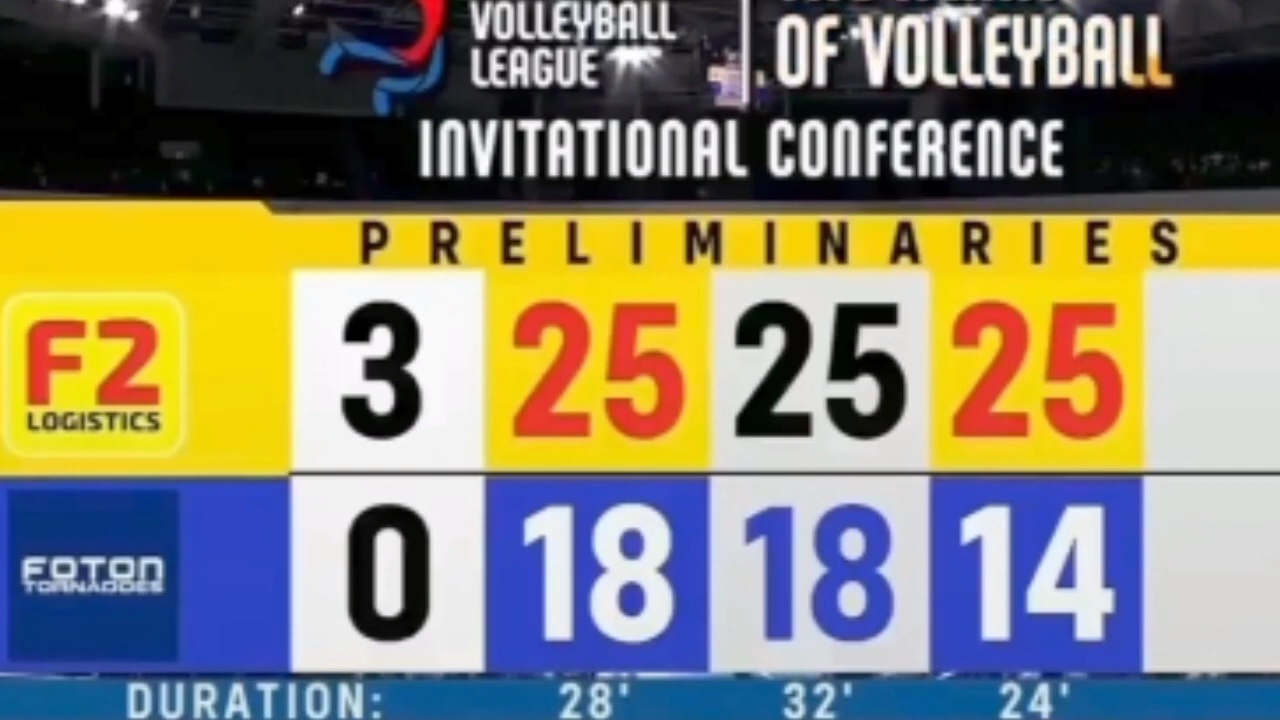 VOLLEYBALL
LEAGUE
OF VOLLEYBALL
INVITATIONAL CONFERENCE
PRELIMINARIES
F2
LOGISTICS
3 25 25 25
FOTON
TORNADOES
0 18 18 14
DURATION: 28' 32' 24'